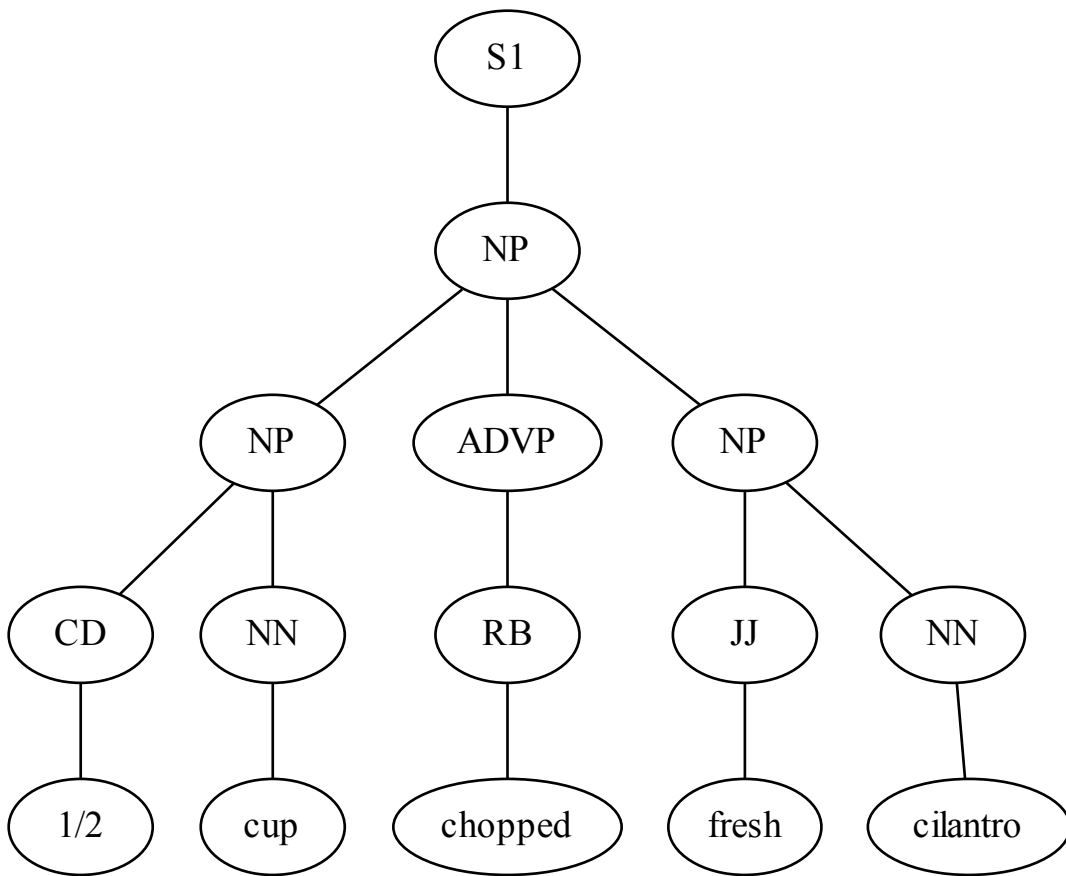 S1
NP
NP ADVP NP
CD NN RB JJ NN
1/2 cup chopped fresh cilantro